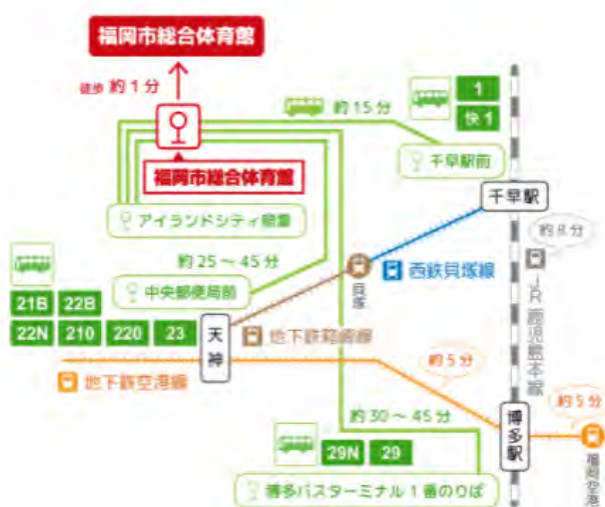 福岡市総合体育館
徒歩 約1分
約15分
1
快1
福岡市総合体育館
千早駅前
アイランドシティ照葉
千早駅
約8分
約25~45分
西鉄貝塚線
貝塚
中央郵便局前
JR鹿児島本線
21B
22B
22N
210
220
23
天神
地下鉄箱崎線
地下鉄空港線
約5分
約5分
約30~45分
博多駅
29N
29
福岡空港
博多バスターミナル1番のりば